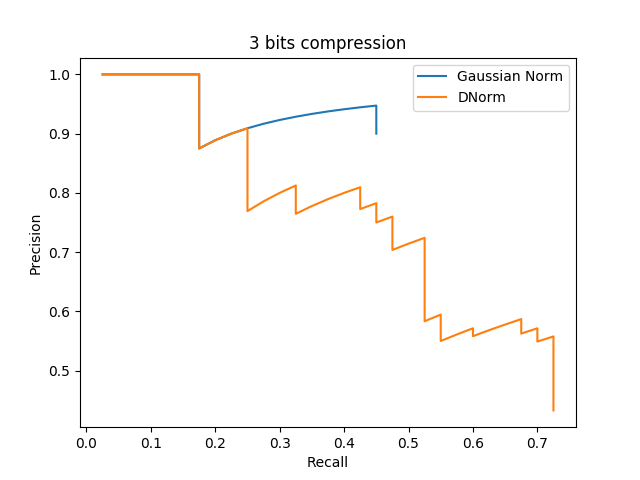 3 bits compression
Gaussian Norm
DNorm
1.0
0.9
0.8
0.7
0.6
0.5
Precision
0.0 0.1 0.2 0.3 0.4 0.5 0.6 0.7
Recall